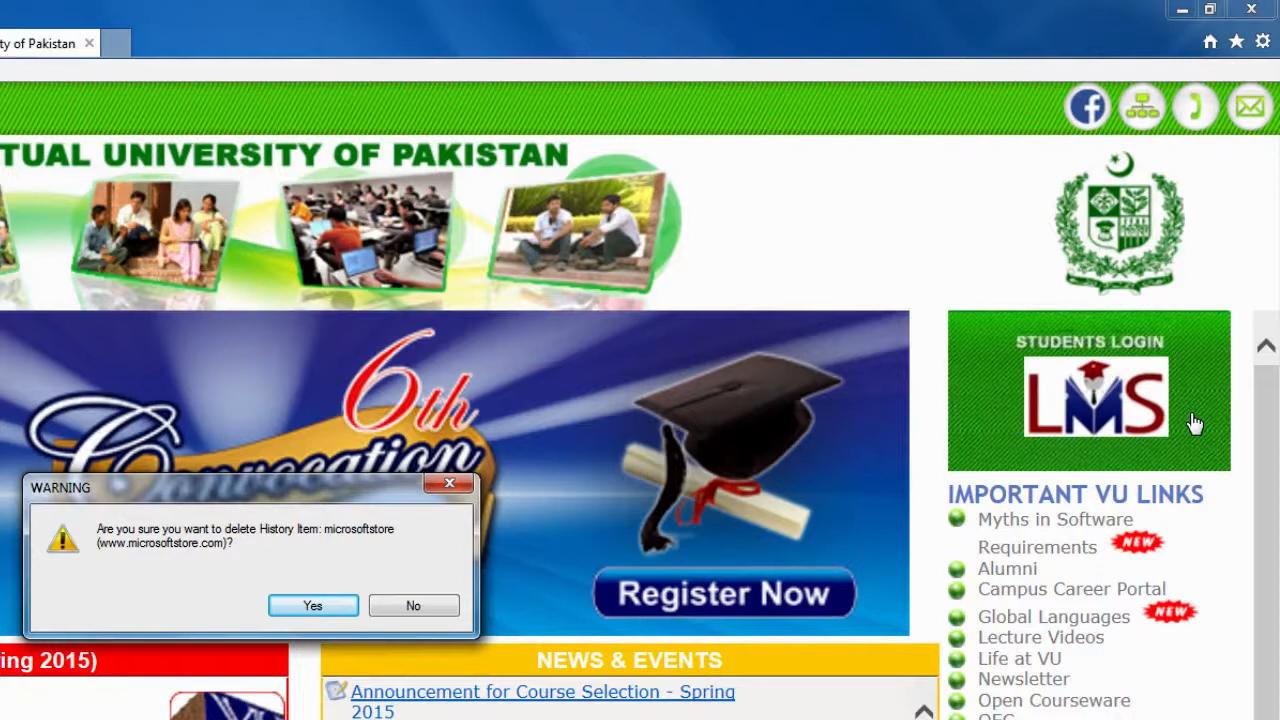 ty of Pakistan
TUAL UNIVERSITY OF PAKISTAN
6th
Convocation
Register Now
STUDENTS LOGIN
LMS
WARNING
Are you sure you want to delete History Item: microsoftstore
(www.microsoftstore.com)?
Yes
No
IMPORTANT VU LINKS
Myths in Software
Requirements NEW
Alumni
Campus Career Portal
Global Languages NEW
Lecture Videos
Life at VU
Newsletter
Open Courseware
ing 2015)
NEWS & EVENTS
Announcement for Course Selection - Spring
2015